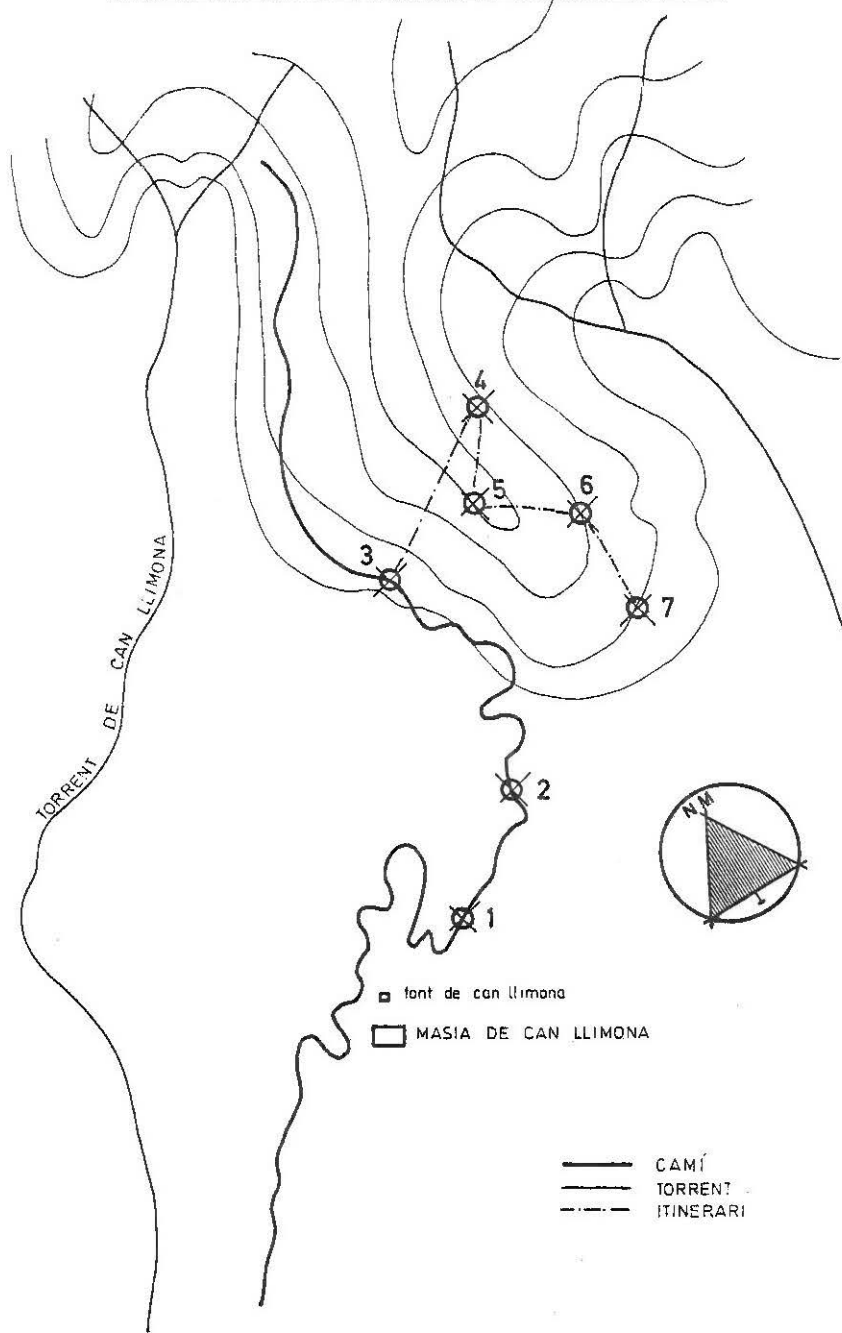 4
5
6
3
7
TORRENT DE CAN LLIMONA
2
NM
1
font de can llimona
MASIA DE CAN LLIMONA
CAMÍ
TORRENT
ITINERARI